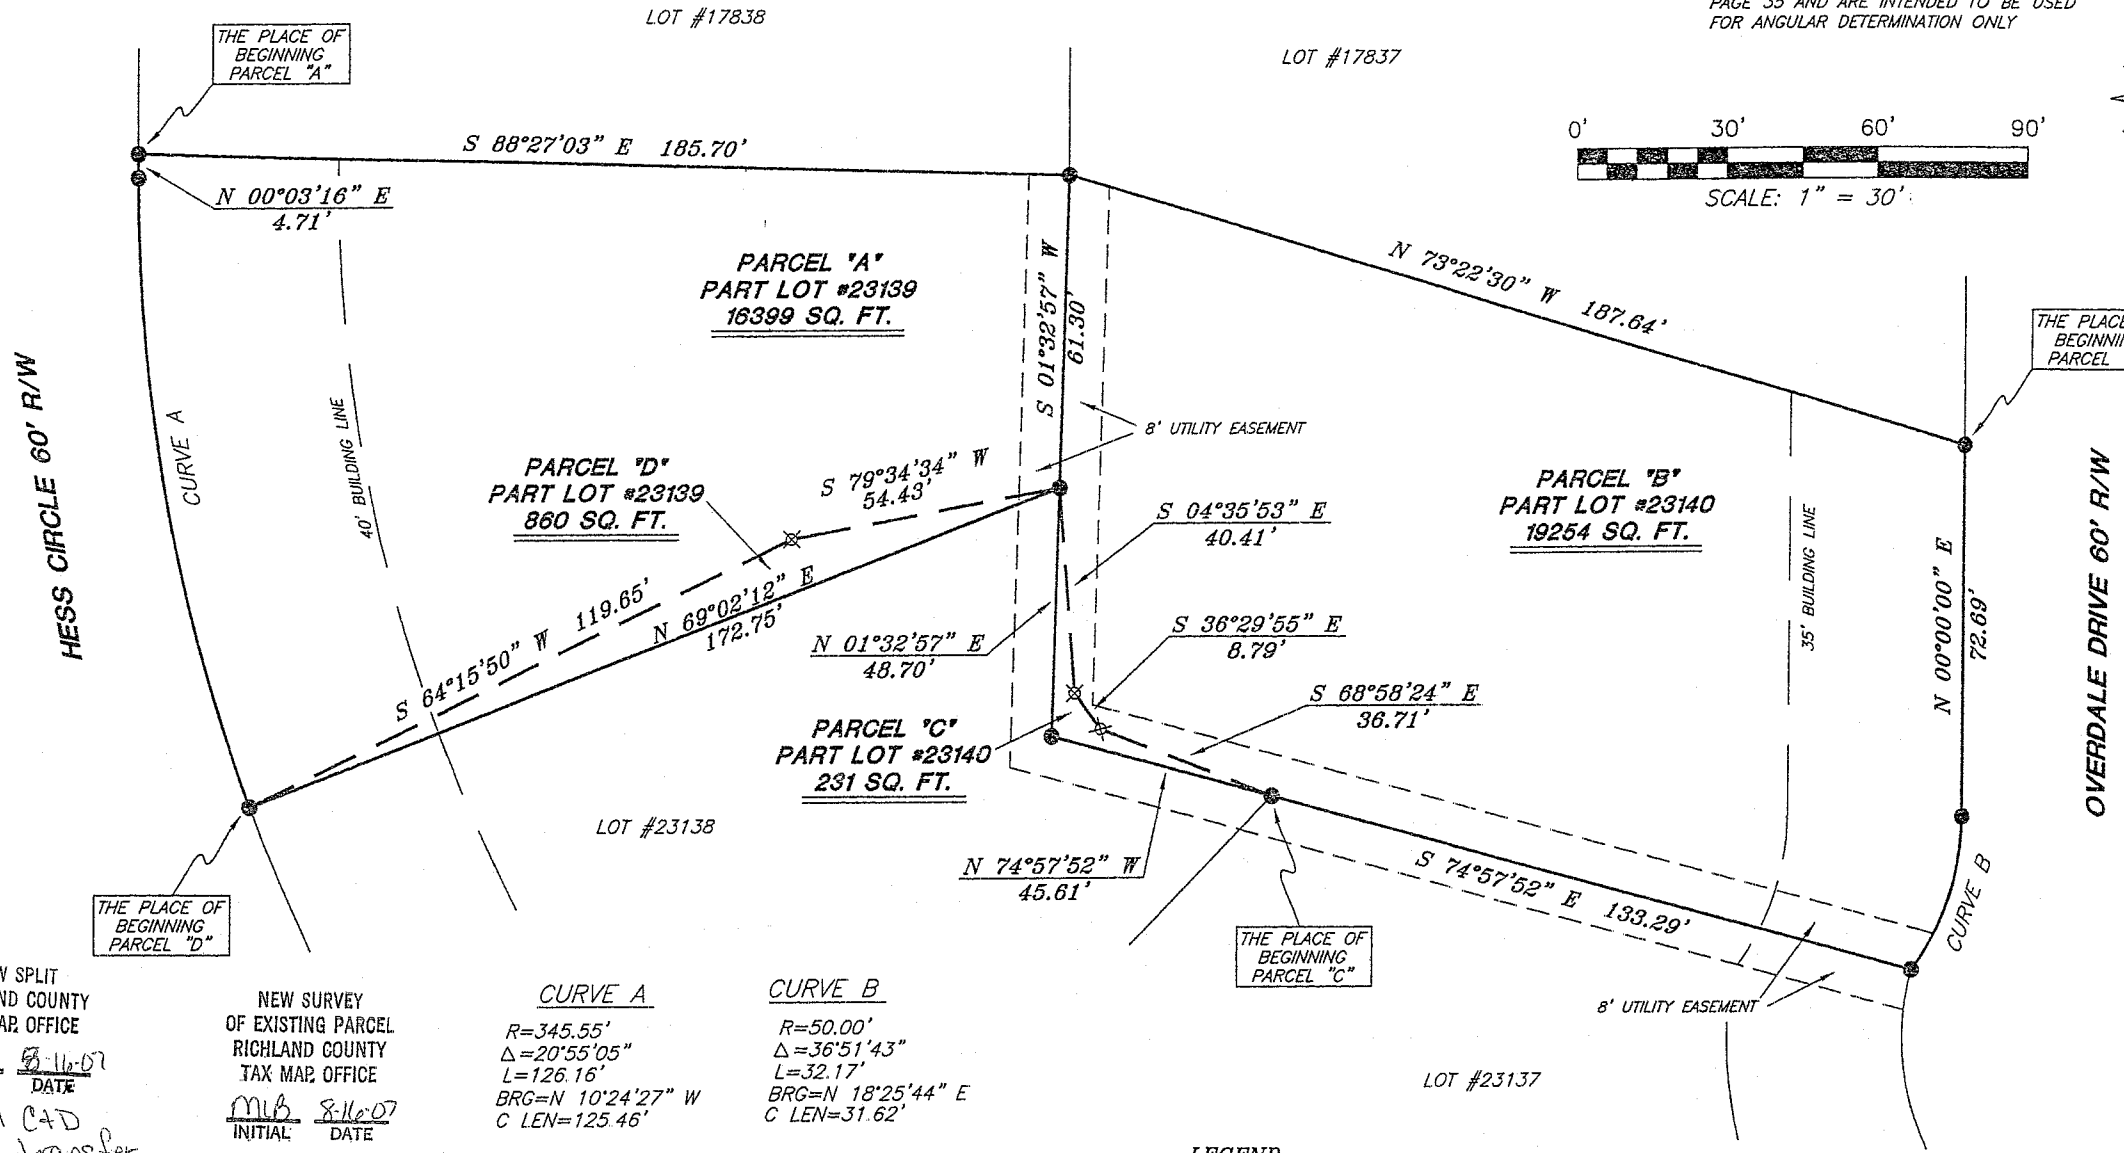 LOT #17838
PAGE 35 AND ARE INTENDED TO BE USED
FOR ANGULAR DETERMINATION ONLY
LOT #17837
THE PLACE OF
BEGINNING
PARCEL "A"
0' 30' 60' 90'
SCALE: 1" = 30'
S 88°27'03" E 185.70'
N 00°03'16" E
4.71'
PARCEL "A"
PART LOT #23139
16399 SQ. FT.
S 01°32'57" W
61.30'
N 73°22'30" W 187.64'
THE PLACE
PARCEL
HESS CIRCLE 60' R/W
CURVE A
40' BUILDING LINE
8' UTILITY EASEMENT
PARCEL "D"
PART LOT #23139
860 SQ. FT.
S 79°34'34" W
54.43'
PARCEL "B"
PART LOT #23140
19254 SQ. FT.
S 04°35'53" E
40.41'
35' BUILDING LINE
N 00°00'00" E
72.69'
OVERDALE DRIVE 60' R/W
S 64°15'50" W 119.65'
N 69°02'12" E
172.75'
N 01°32'57" E
48.70'
S 36°29'55" E
8.79'
S 68°58'24" E
36.71'
PARCEL "C"
PART LOT #23140
231 SQ. FT.
LOT #23138
N 74°57'52" W
45.61'
S 74°57'52" E 133.29'
CURVE B
THE PLACE OF
BEGINNING
PARCEL "D"
THE PLACE OF
BEGINNING
PARCEL "C"
8' UTILITY EASEMENT
LOT #23137
SPLIT
COUNTY
OFFICE
8-16-07
DATE
C+D
NEW SURVEY
OF EXISTING PARCEL
RICHLAND COUNTY
TAX MAP OFFICE
MLB 8-16-07
INITIAL DATE
CURVE A
R=345.55'
Δ=20°55'05"
L=126.16'
BRG=N 10°24'27" W
C LEN=125.46'
CURVE B
R=50.00'
Δ=36°51'43"
L=32.17'
BRG=N 18°25'44" E
C LEN=31.62'
LEGEND